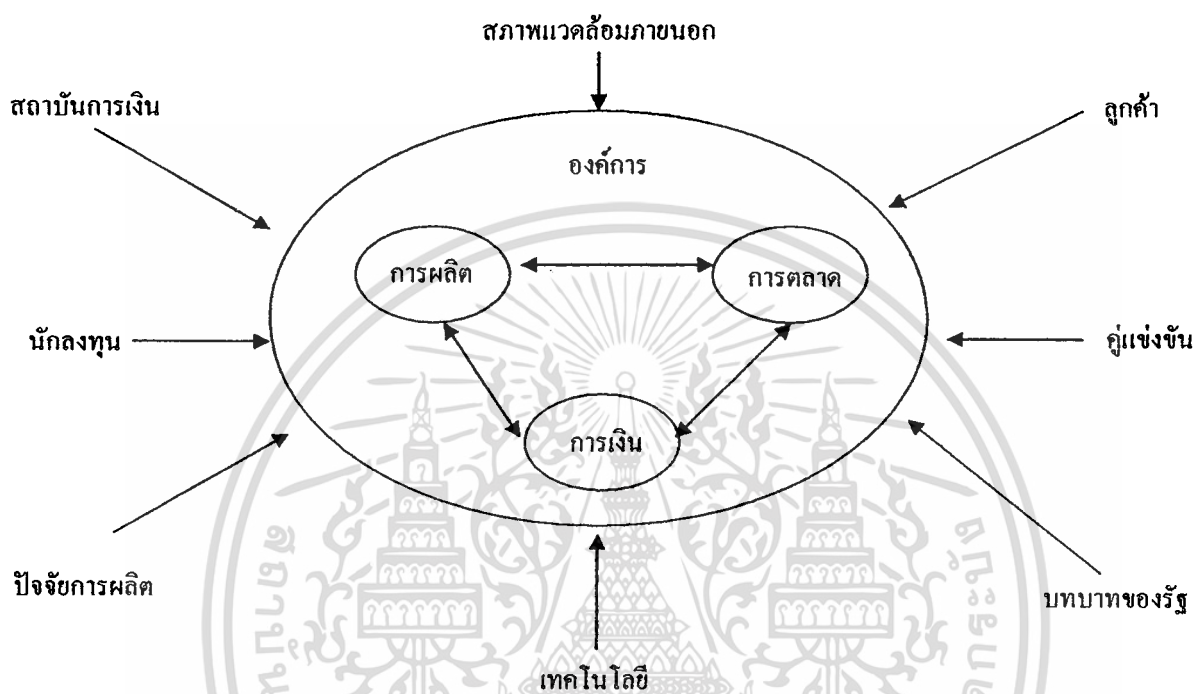 สภาพแวดล้อมภายนอก
สถาบันการเงิน
ลูกค้า
องค์การ
การผลิต
การตลาด
นักลงทุน
คู่แข่งขัน
การเงิน
ปัจจัยการผลิต
บทบาทของรัฐ
เทคโนโลยี